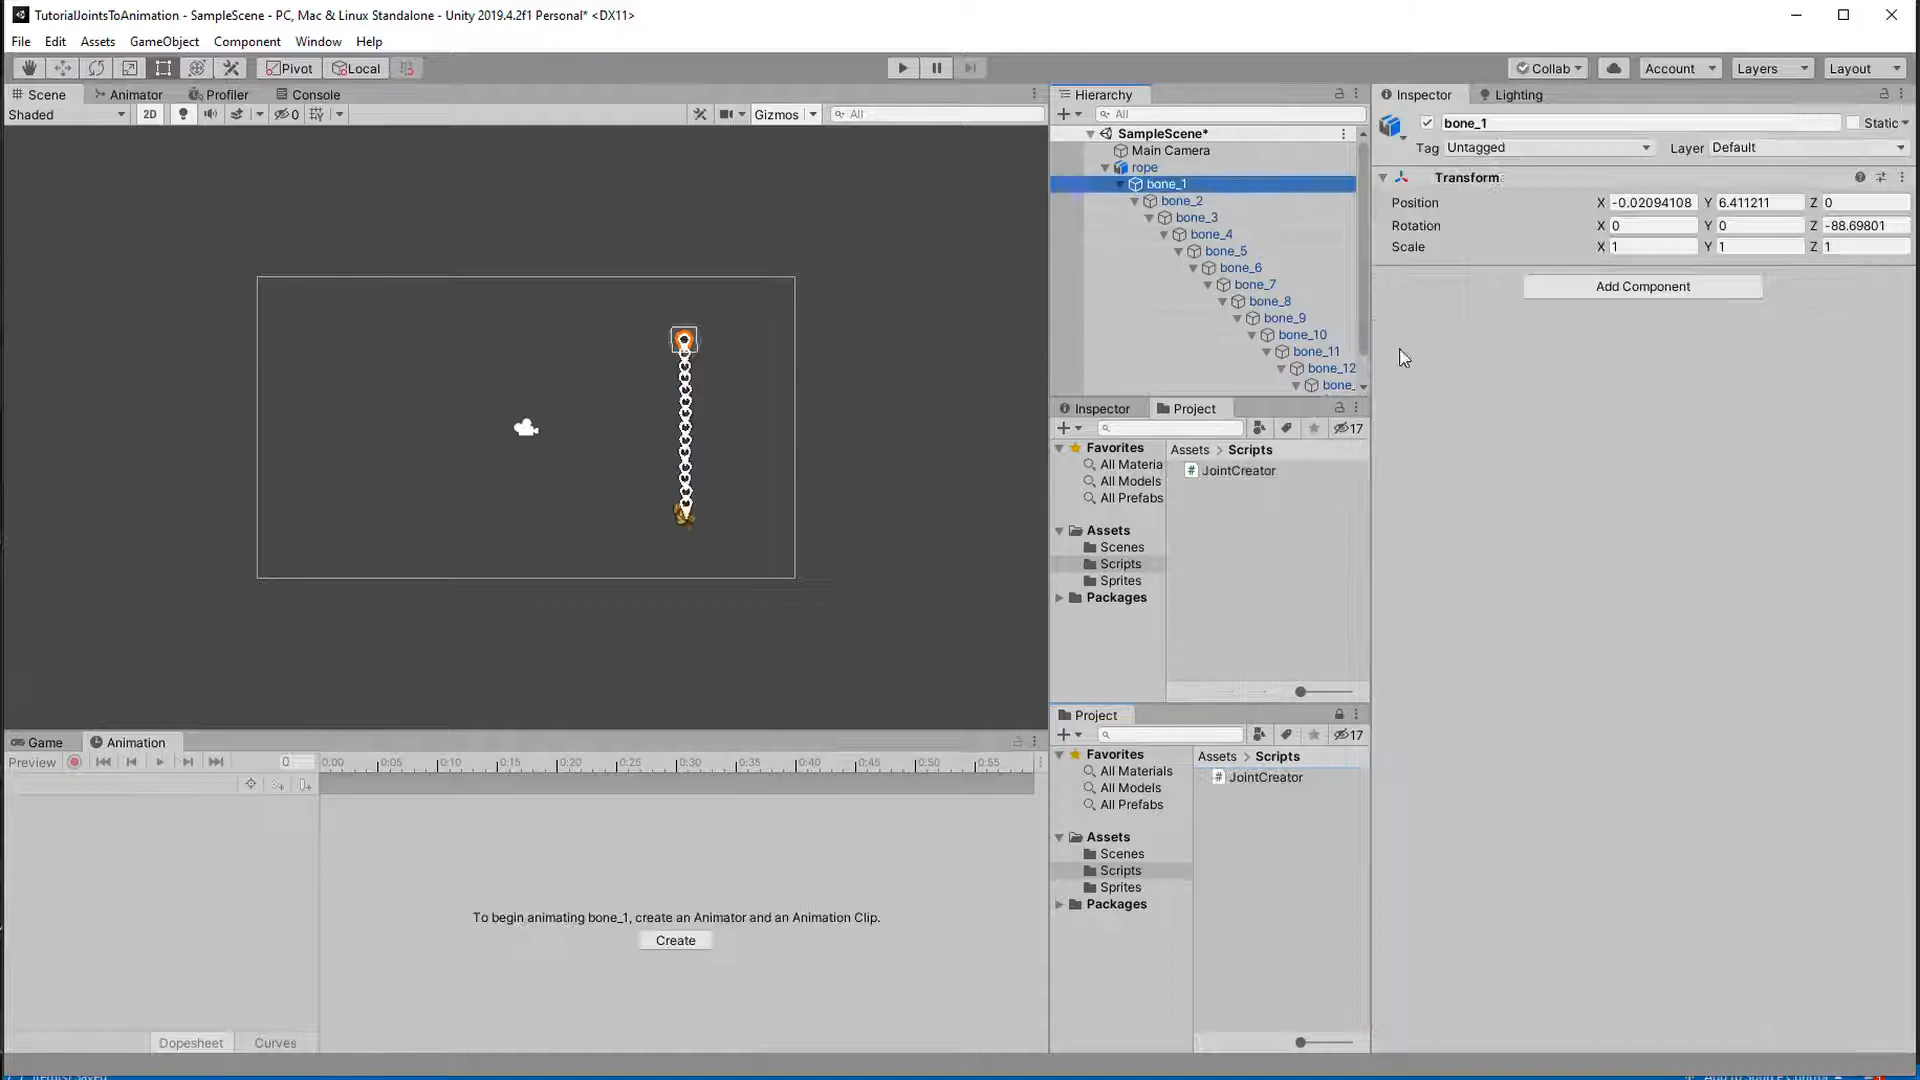 TutorialJointsToAnimation - SampleScene - PC, Mac & Linux Standalone - Unity 2019.4.2f1 Personal* <DX11>
File Edit Assets GameObject Component Window Help
Pivot Local Collab Account Layers Layout
Scene Animator Profiler Console
Shaded 2D 0 Gizmos All
Hierarchy
All
SampleScene*
Main Camera
rope
bone_1
bone_2
bone_3
bone_4
bone_5
bone_6
bone_7
bone_8
bone_9
bone_10
bone_11
bone_12
bone_
Inspector Lighting
bone_1 Static
Tag Untagged Layer Default
Transform
Position X -0.02094108 Y 6.411211 Z 0
Rotation X 0 Y 0 Z -88.69801
Scale X 1 Y 1 Z 1
Add Component
Inspector Project
17
Favorites
All Materia
All Models
All Prefabs
Assets
Scenes
Scripts
Sprites
Packages
Assets > Scripts
JointCreator
Project
17
Favorites
All Materials
All Models
All Prefabs
Assets
Scenes
Scripts
Sprites
Packages
Assets > Scripts
JointCreator
Game Animation
Preview 0 0:00 0:05 0:10 0:15 0:20 0:25 0:30 0:35 0:40 0:45 0:50 0:55
To begin animating bone_1, create an Animator and an Animation Clip.
Create
Dopesheet Curves